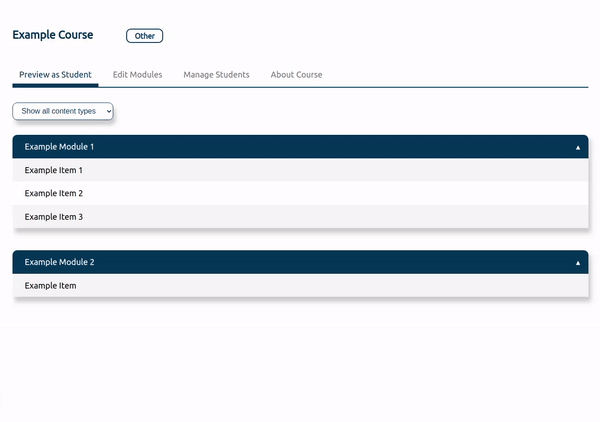 Example Course Other
Preview as Student Edit Modules Manage Students About Course
Show all content types
Example Module 1
Example Item 1
Example Item 2
Example Item 3
Example Module 2
Example Item